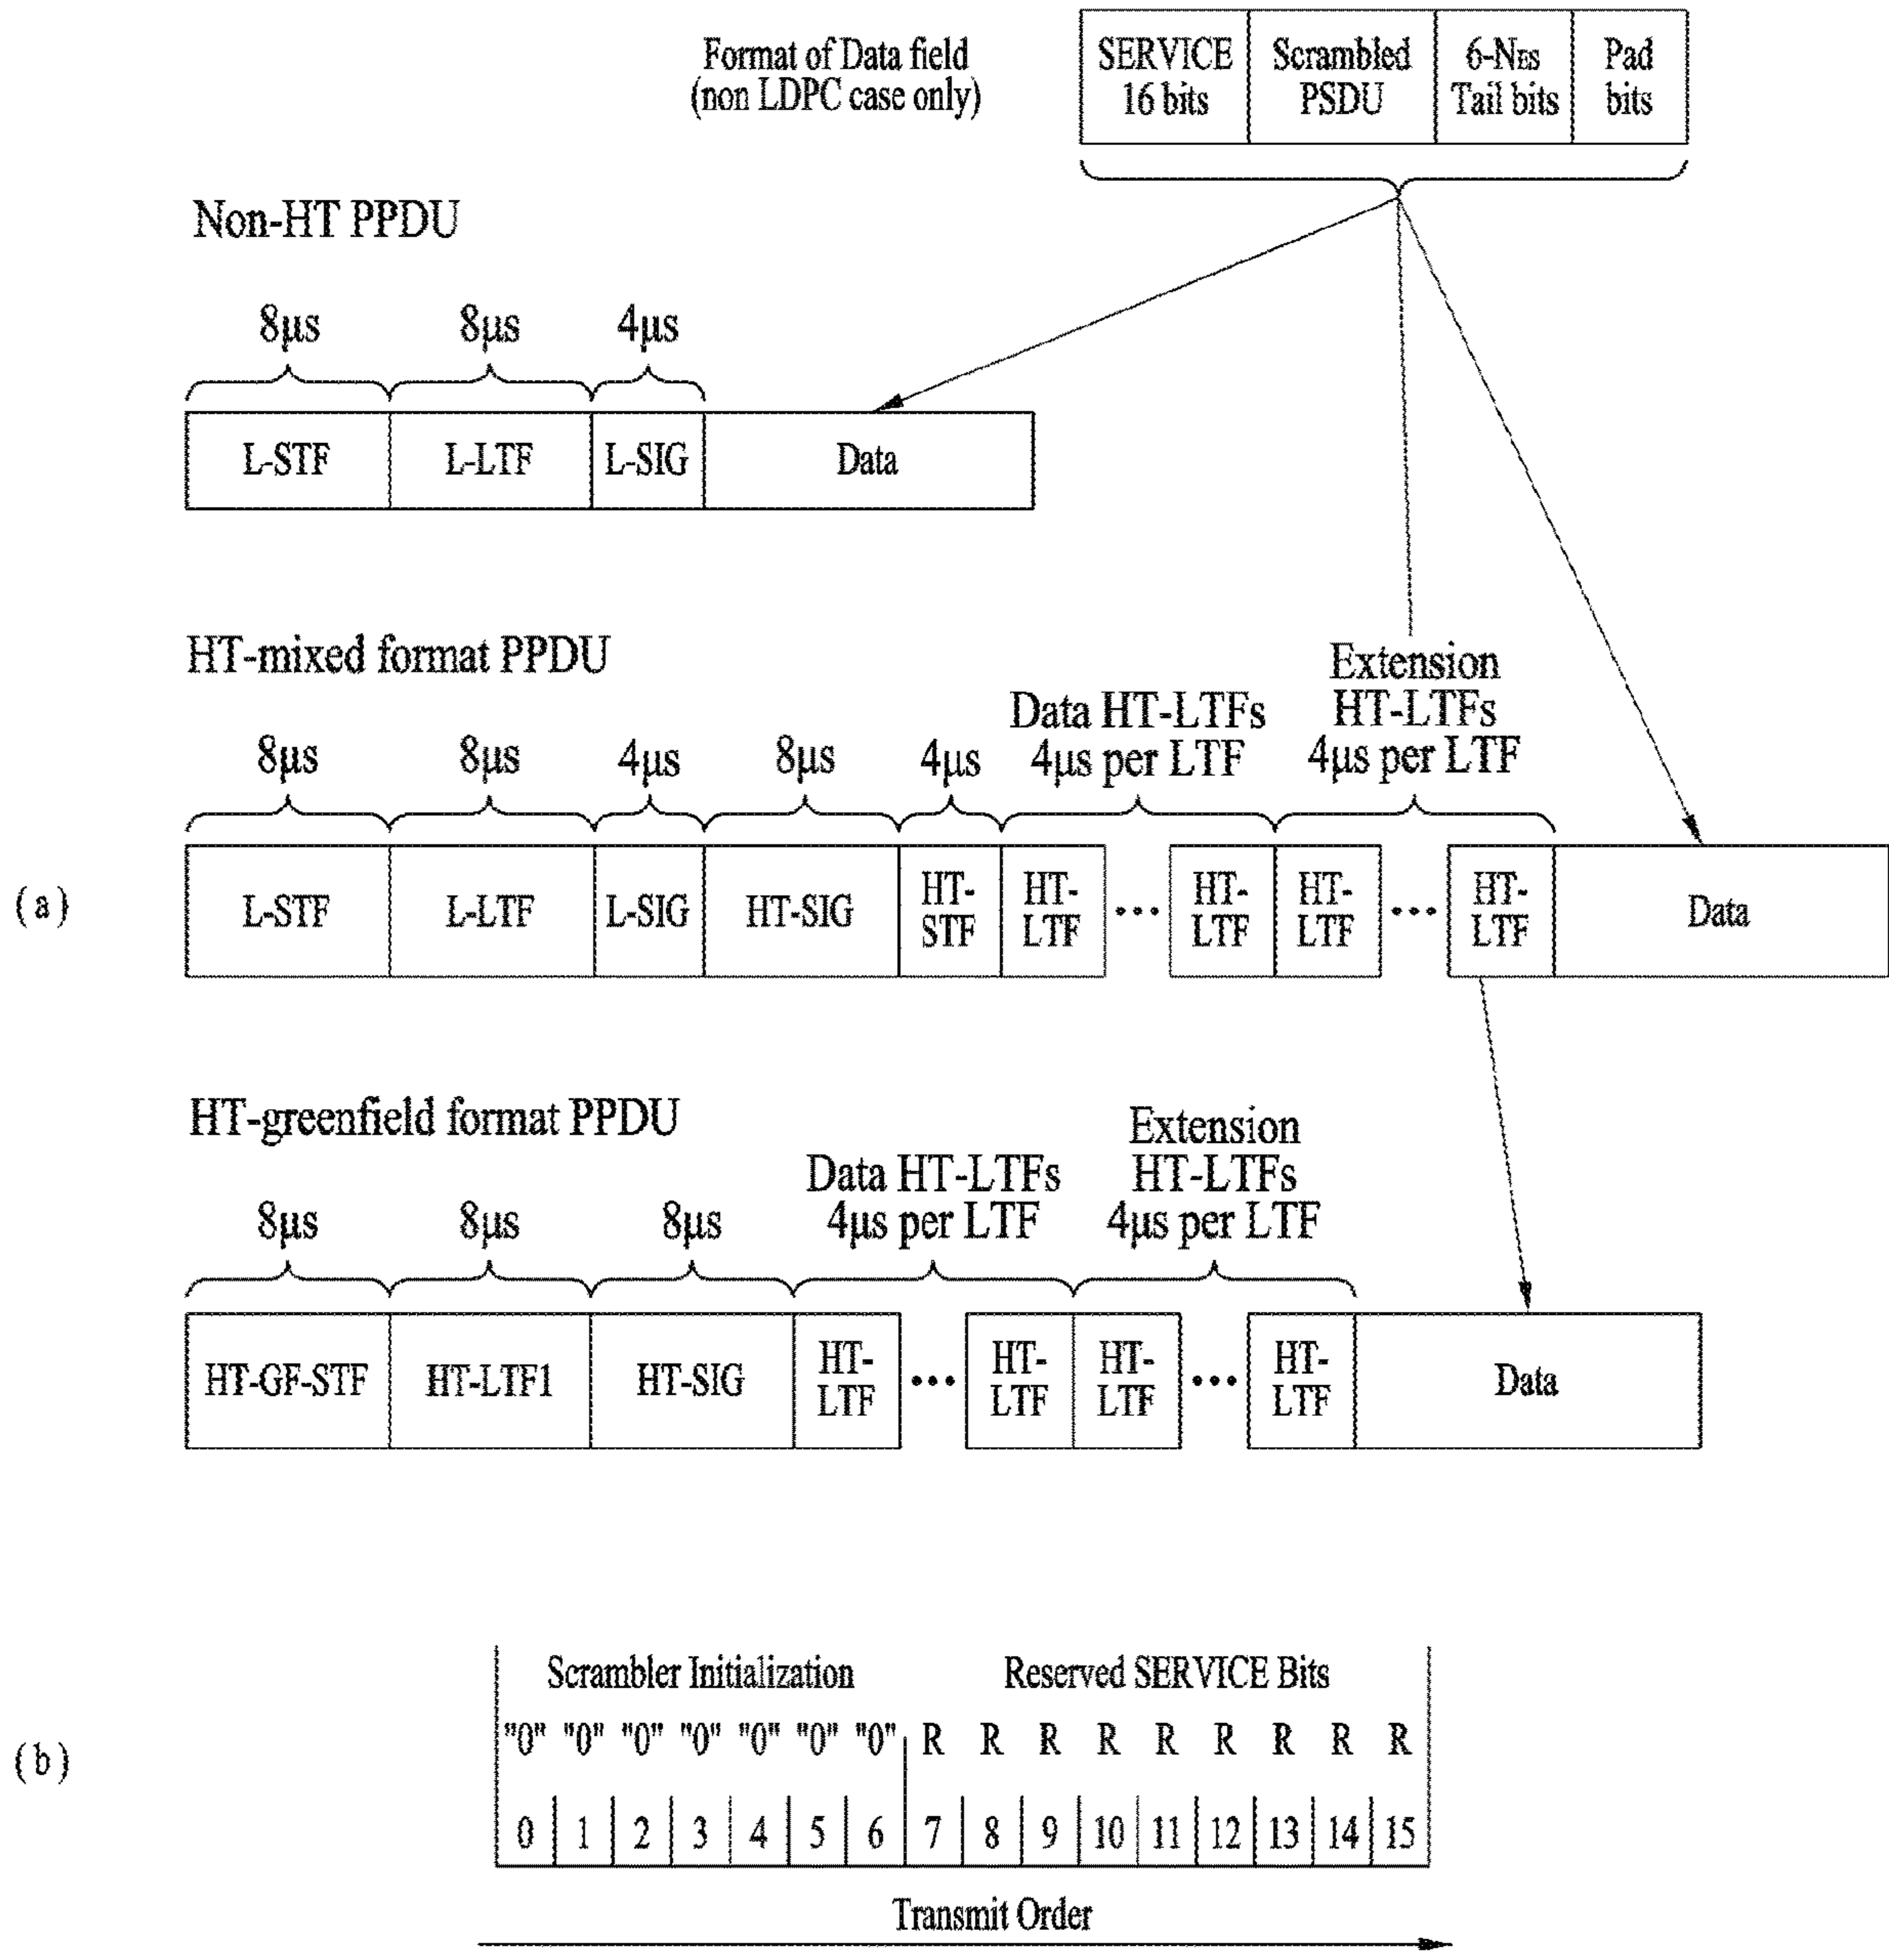 Format of Data field
(non LDPC case only)
SERVICE
16 bits
Scrambled
PSDU
6-NES
Tail bits
Pad
bits
Non-HT PPDU
8μs
8μs
4μs
L-STF
L-LTF
L-SIG
Data
HT-mixed format PPDU
8μs
8μs
4μs
8μs
4μs
Data HT-LTFs
4μs per LTF
Extension
HT-LTFs
4μs per LTF
(a)
L-STF
L-LTF
L-SIG
HT-SIG
HT-
STF
HT-
LTF
•••
HT-
LTF
HT-
LTF
•••
HT-
LTF
Data
HT-greenfield format PPDU
8μs
8μs
8μs
Data HT-LTFs
4μs per LTF
Extension
HT-LTFs
4μs per LTF
HT-GF-STF
HT-LTF1
HT-SIG
HT-
LTF
•••
HT-
LTF
HT-
LTF
•••
HT-
LTF
Data
(b)
Scrambler Initialization
Reserved SERVICE Bits
"0" "0" "0" "0" "0" "0" "0" R R R R R R R R R
0 1 2 3 4 5 6 7 8 9 10 11 12 13 14 15
Transmit Order